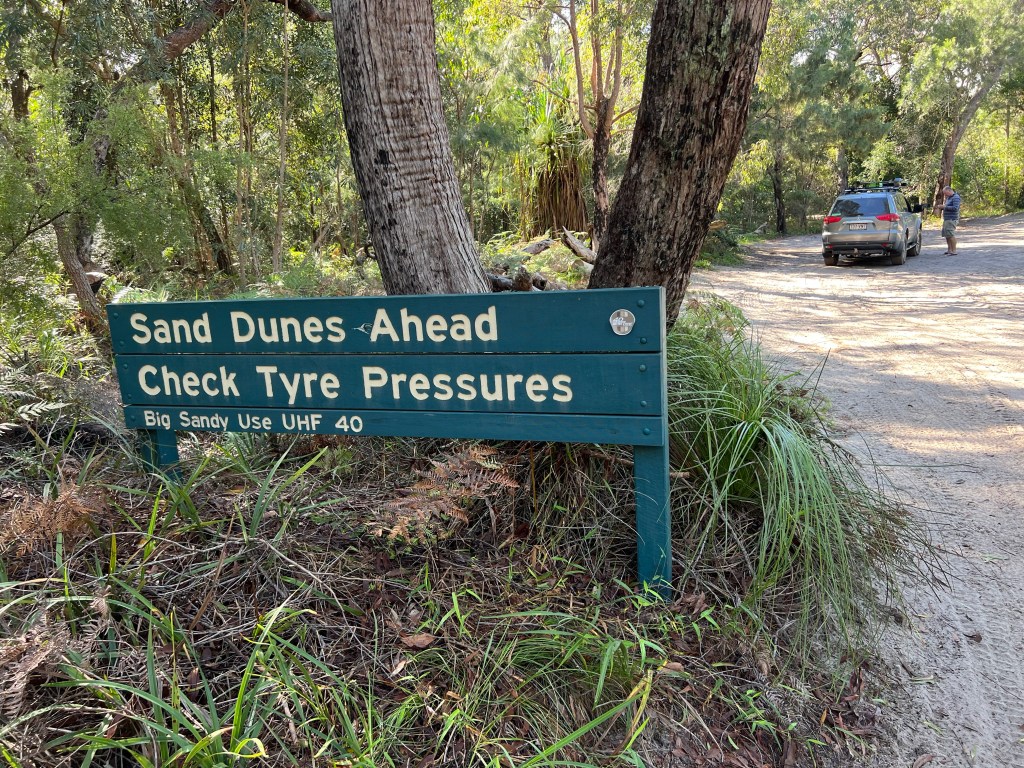 Sand Dunes Ahead
Check Tyre Pressures
Big Sandy Use UHF 40